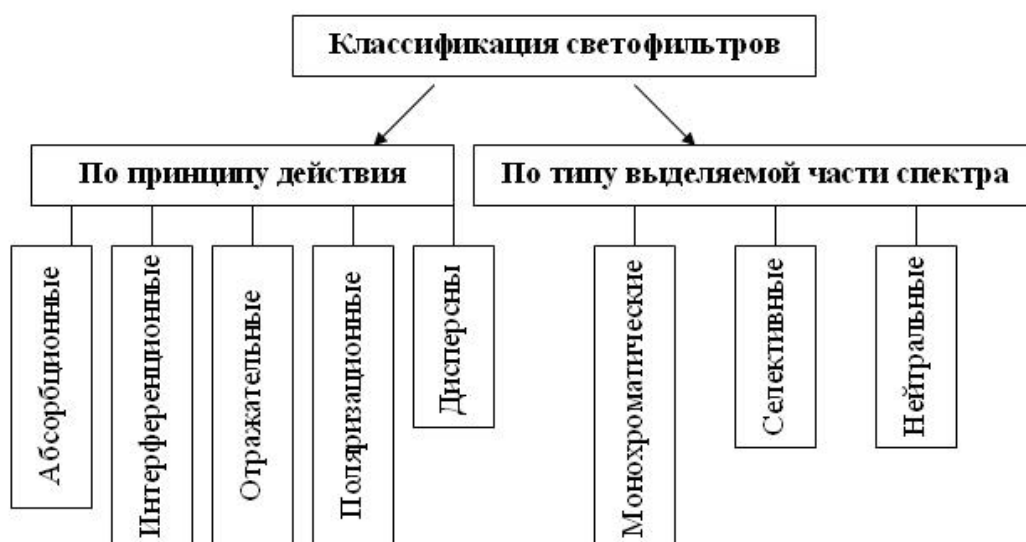 Классификация светофильтров
По принципу действия
По типу выделяемой части спектра
Абсорбционные
Интерференционные
Отражательные
Поляризационные
Дисперсны
Монохроматические
Селективные
Нейтральные